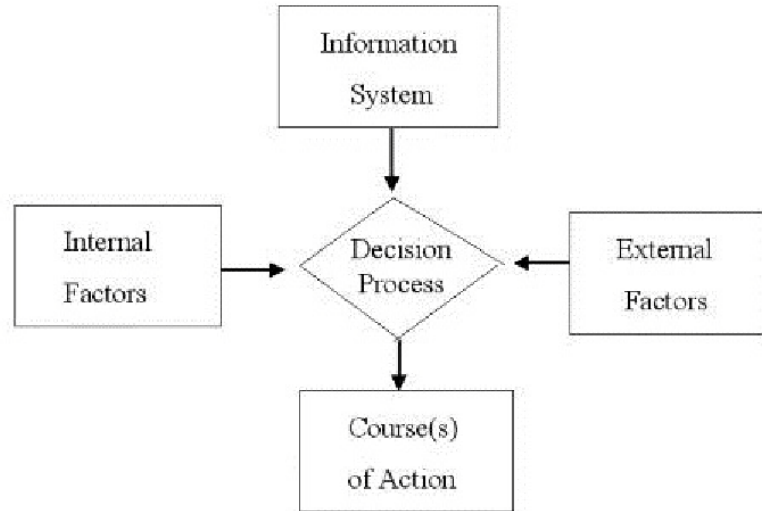 Information
System
Internal
Factors
Decision
Process
External
Factors
Course(s)
of Action